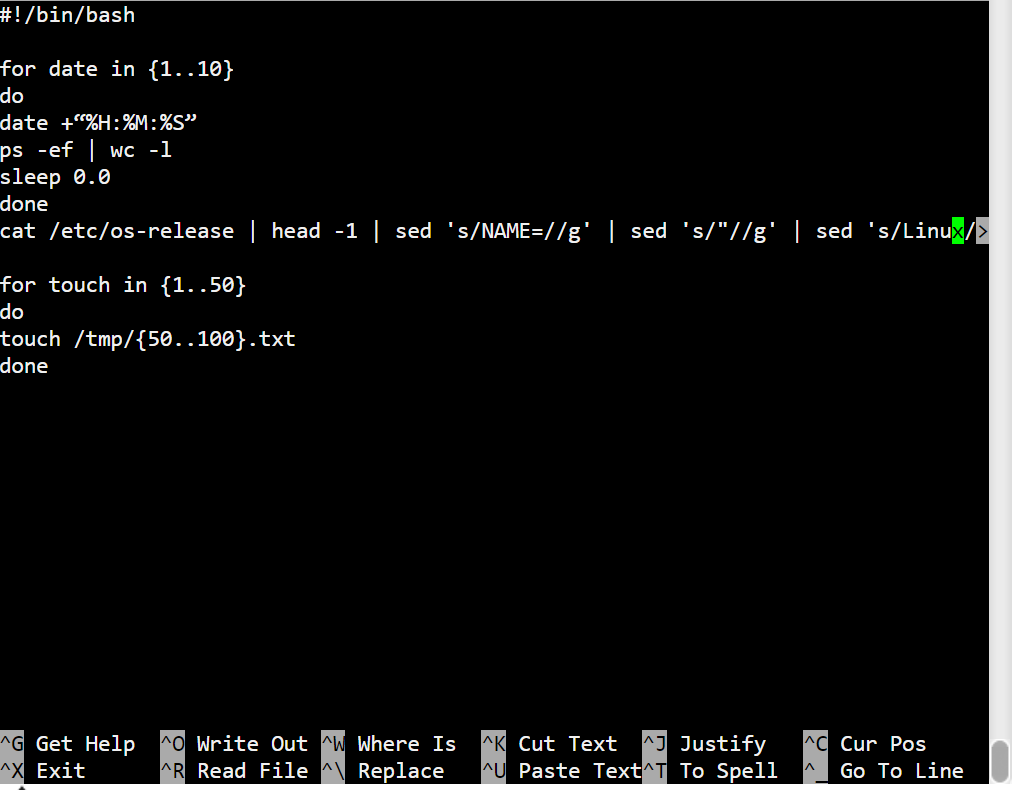 #!/bin/bash
for date in {1..10}
do
date +“%H:%M:%S”
ps -ef | wc -l
sleep 0.0
done
cat /etc/os-release | head -1 | sed 's/NAME=//g' | sed 's/"//g' | sed 's/Linux/>
for touch in {1..50}
do
touch /tmp/{50..100}.txt
done
^G Get Help ^O Write Out ^W Where Is ^K Cut Text ^J Justify ^C Cur Pos
^X Exit ^R Read File ^\ Replace ^U Paste Text ^T To Spell ^_ Go To Line